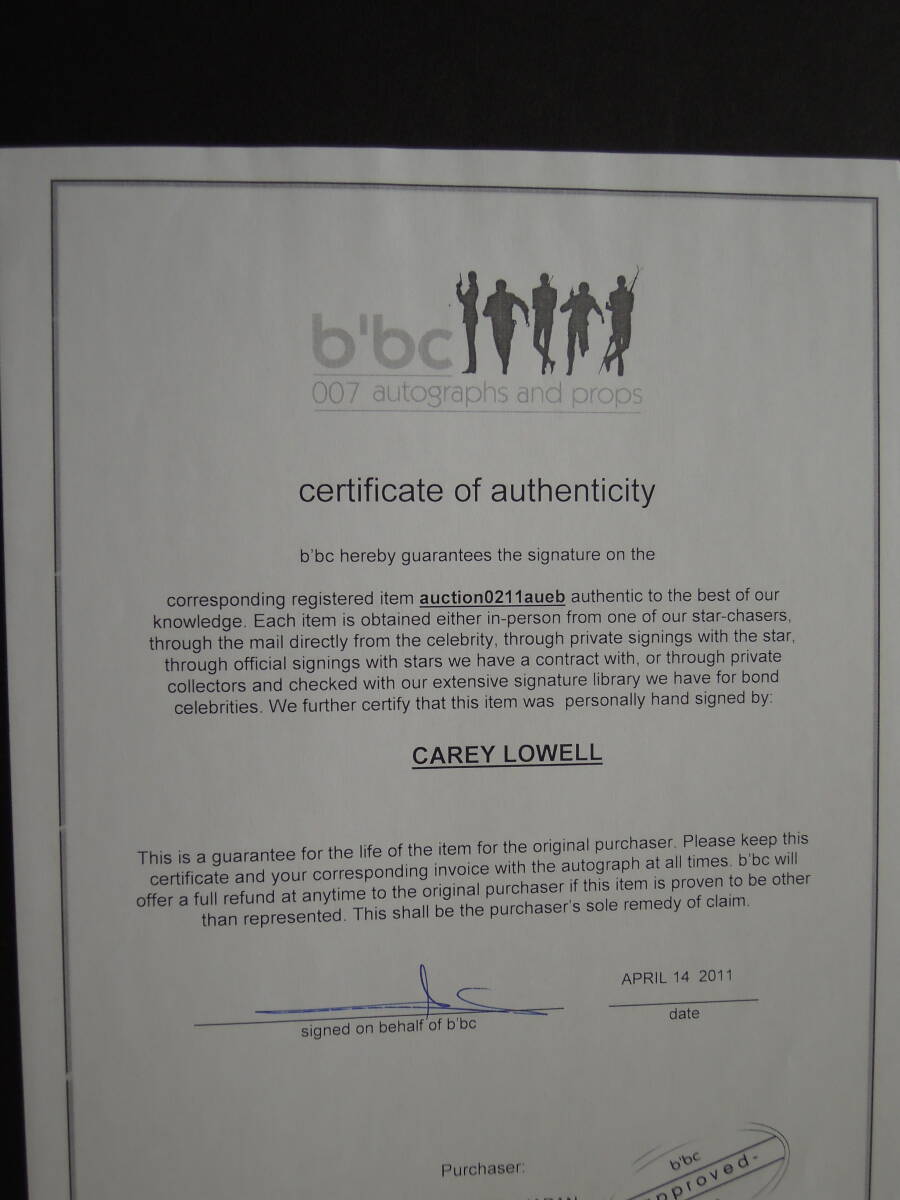 b'bc
007 autographs and props
certificate of authenticity
b'bc hereby guarantees the signature on the
corresponding registered item auction0211aueb authentic to the best of our
knowledge. Each item is obtained either in-person from one of our star-chasers,
through the mail directly from the celebrity, through private signings with the star,
through official signings with stars we have a contract with, or through private
collectors and checked with our extensive signature library we have for bond
celebrities. We further certify that this item was personally hand signed by:
CAREY LOWELL
This is a guarantee for the life of the item for the original purchaser. Please keep this
certificate and your corresponding invoice with the autograph at all times. b'bc will
offer a full refund at anytime to the original purchaser if this item is proven to be other
than represented. This shall be the purchaser's sole remedy of claim.
APRIL 14 2011
signed on behalf of b'bc
date
Purchaser:
b'bc